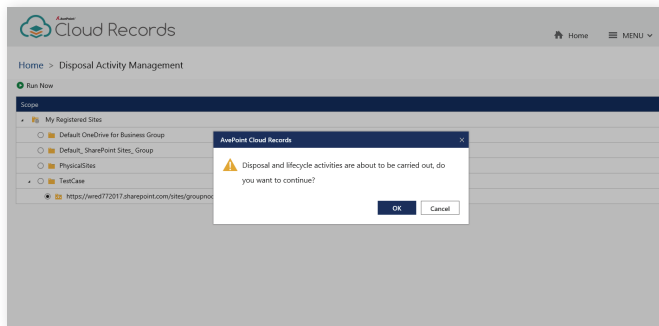 AvePoint
Cloud Records
Home
MENU
Home > Disposal Activity Management
Run Now
Scope
My Registered Sites
Default OneDrive for Business Group
Default_ SharePoint Sites_ Group
PhysicalSites
TestCase
https://wred772017.sharepoint.com/sites/groupnoc
AvePoint Cloud Records
Disposal and lifecycle activities are about to be carried out, do
you want to continue?
OK Cancel